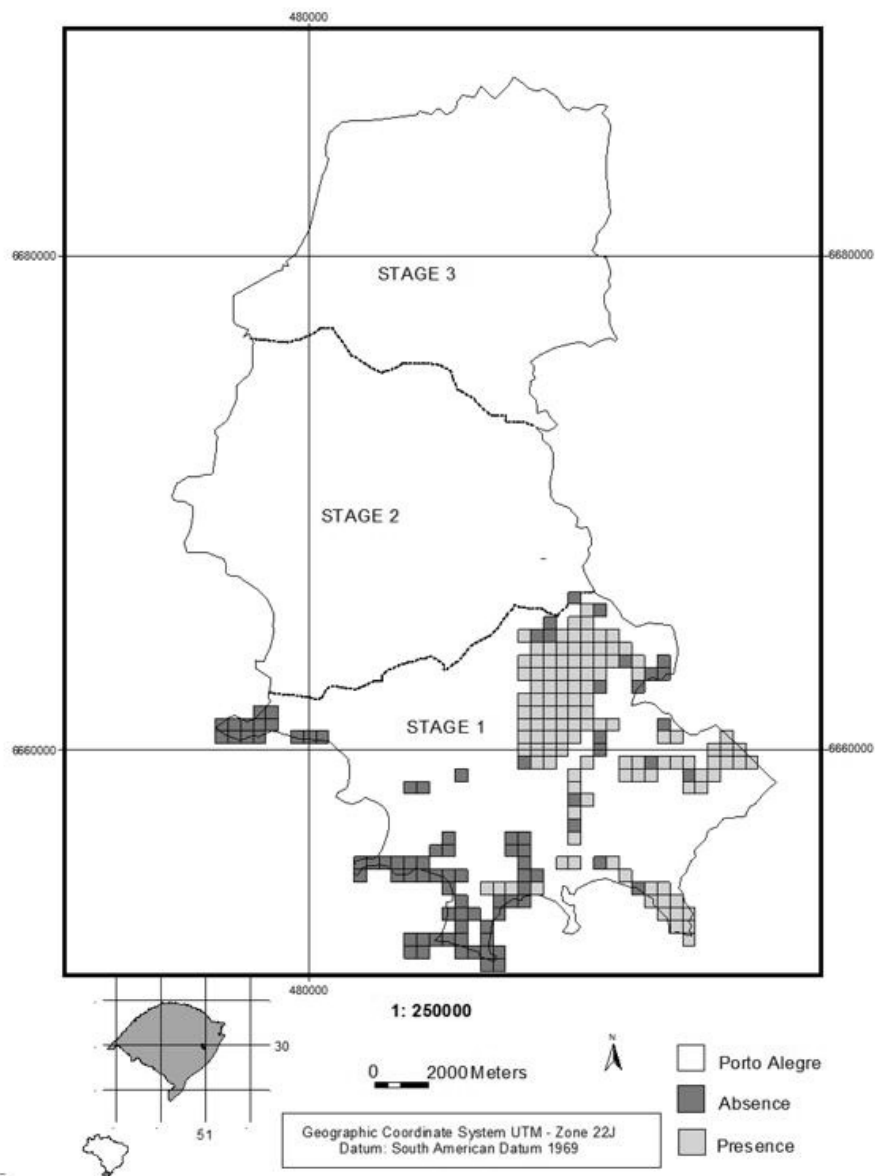 480000
6680000
6680000
STAGE 3
STAGE 2
STAGE 1
6660000
6660000
480000
1: 250000
30
51
N
0 2000 Meters
Porto Alegre
Absence
Presence
Geographic Coordinate System UTM - Zone 22J
Datum: South American Datum 1969